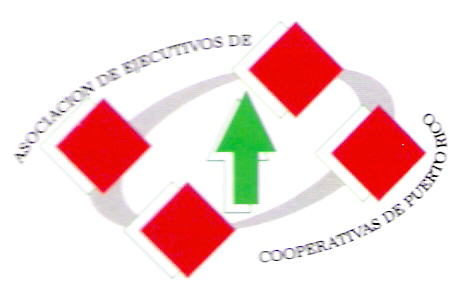 ASOCIACION DE EJECUTIVOS DE
COOPERATIVAS DE PUERTO RICO